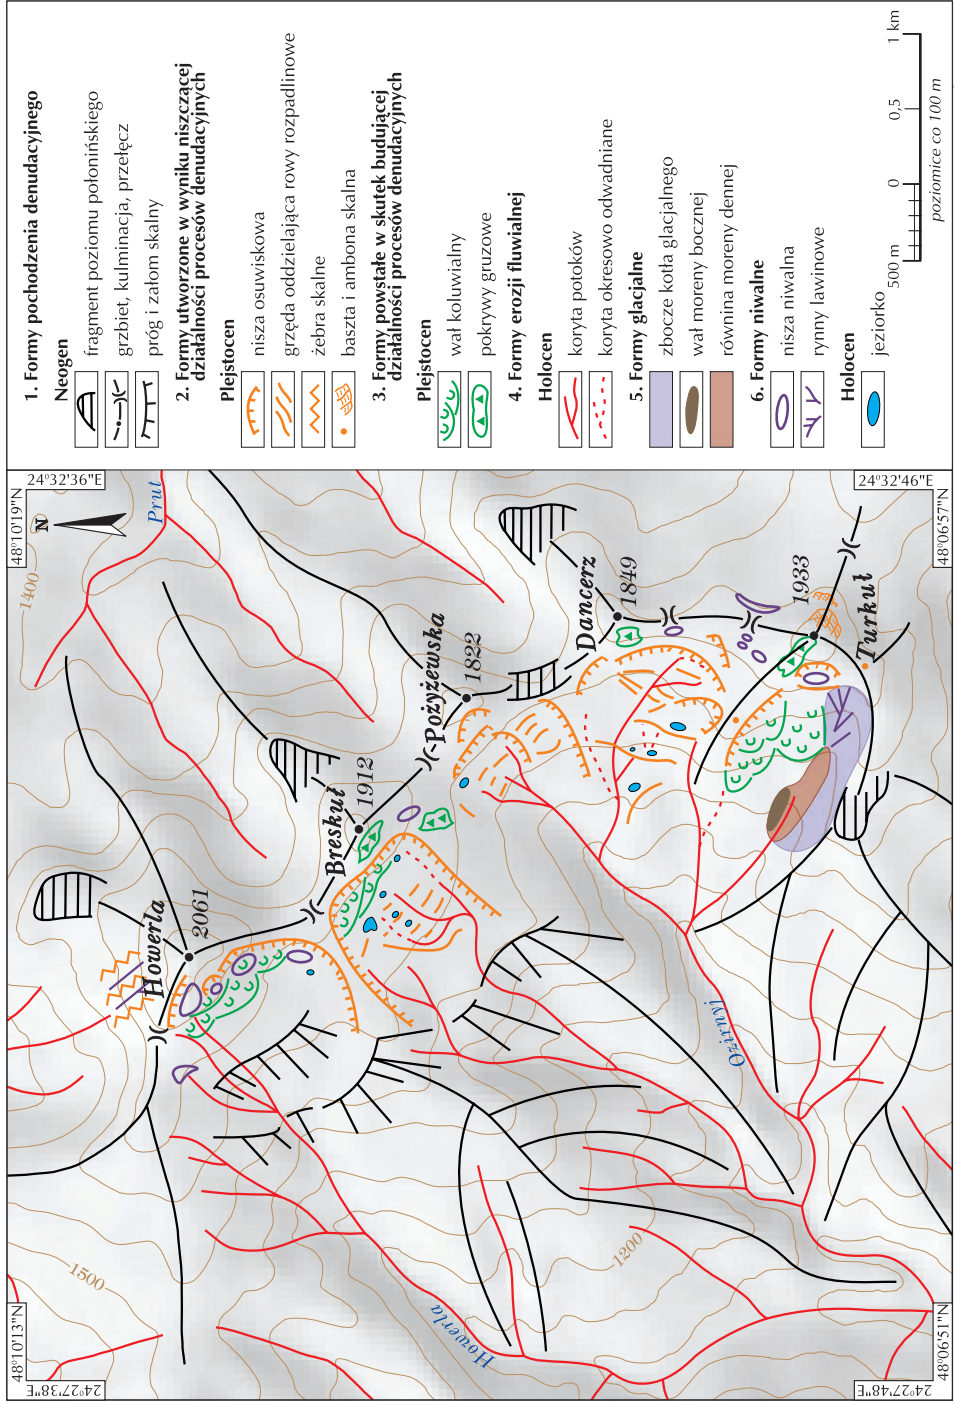 1. Formy pochodzenia denudacyjnego
Neogen
fragment poziomu połonińskiego
grzbiet, kulminacja, przełęcz
próg i załom skalny
2. Formy utworzone w wyniku niszczącej
działalności procesów denudacyjnych
Plejstocen
nisza osuwiskowa
grzęda oddzielająca rowy rozpadlinowe
żebra skalne
baszta i ambona skalna
3. Formy powstałe w skutek budującej
działalności procesów denudacyjnych
Plejstocen
wał koluwialny
pokrywy gruzowe
4. Formy erozji fluwialnej
Holocen
koryta potoków
koryta okresowo odwadniane
5. Formy glacjalne
zbocze kotła glacjalnego
wał moreny bocznej
równina moreny dennej
6. Formy niwalne
nisza niwalna
rynny lawinowe
Holocen
jeziorko
500 m
0
0,5
1 km
poziomice co 100 m
48°10'13"N
24°27'38"E
48°10'19"N
24°32'36"E
48°06'51"N
24°27'48"E
48°06'57"N
24°32'46"E
N
Prut
1400
1500
1200
Howerla
2061
Breskuł
1912
Pożyżewska
1822
Dancerz
1849
1933
Turkuł
Ozirnyj
Howerla